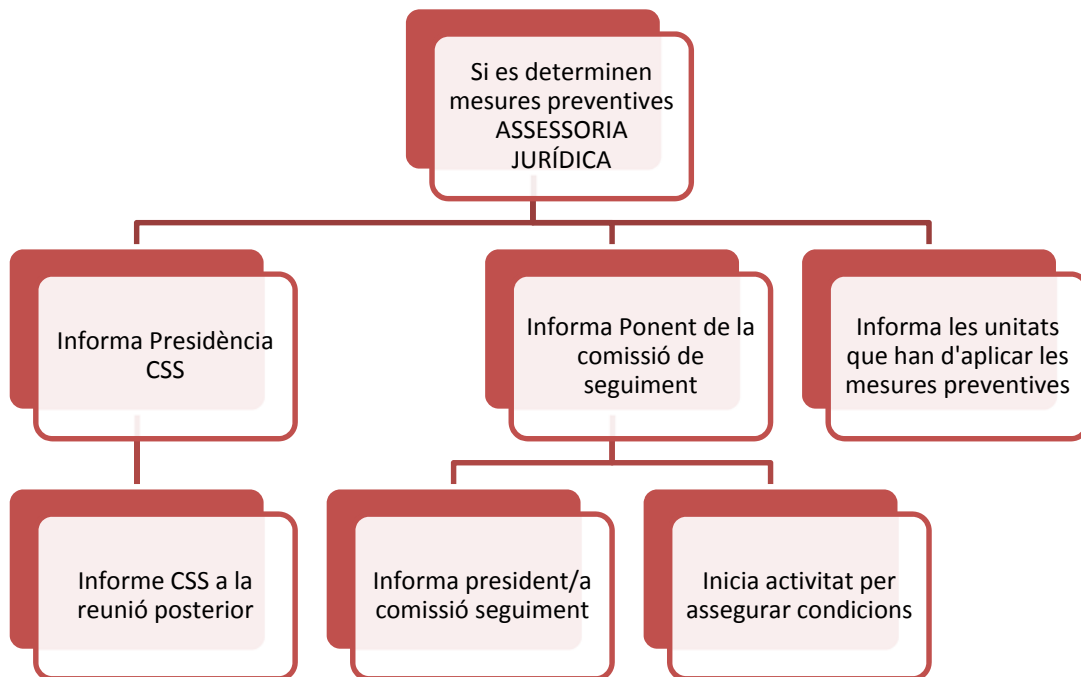 Si es determinen
mesures preventives
ASSESSORIA
JURÍDICA
Informa Presidència
CSS
Informa Ponent de la
comissió de
seguiment
Informa les unitats
que han d'aplicar les
mesures preventives
Informe CSS a la
reunió posterior
Informa president/a
comissió seguiment
Inicia activitat per
assegurar condicions